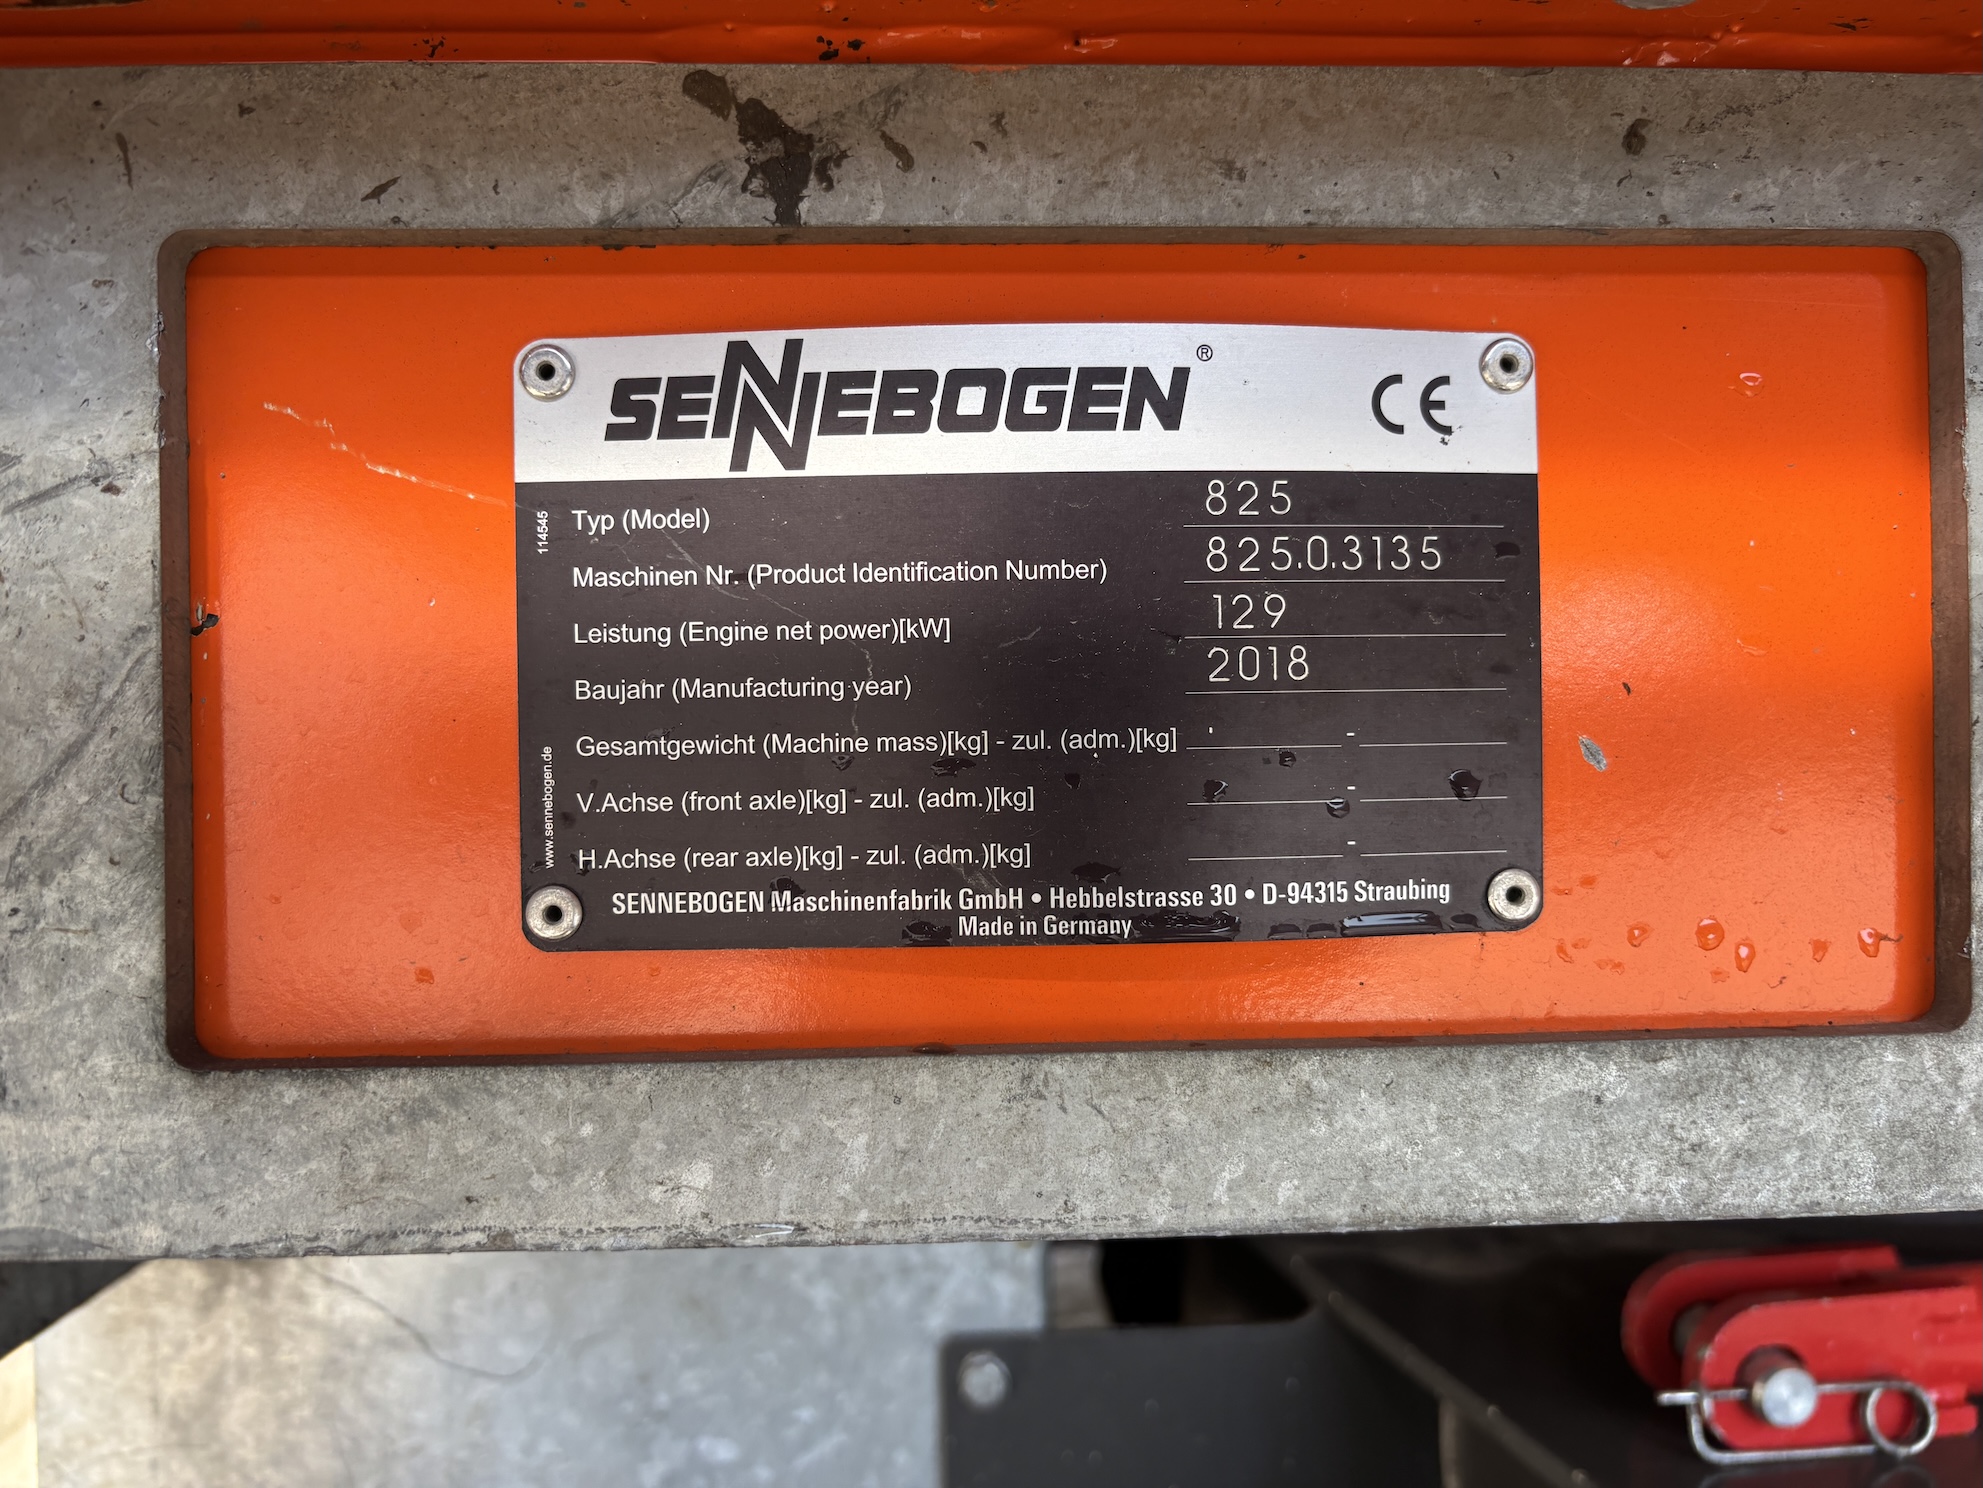 SENNEBOGEN ®
CE
114545
Typ (Model) 825
Maschinen Nr. (Product Identification Number) 825.0.3135
Leistung (Engine net power)[kW] 129
Baujahr (Manufacturing year) 2018
Gesamtgewicht (Machine mass)[kg] - zul. (adm.)[kg] -
V.Achse (front axle)[kg] - zul. (adm.)[kg] -
H.Achse (rear axle)[kg] - zul. (adm.)[kg] -
www.sennebogen.de
SENNEBOGEN Maschinenfabrik GmbH • Hebbelstrasse 30 • D-94315 Straubing
Made in Germany